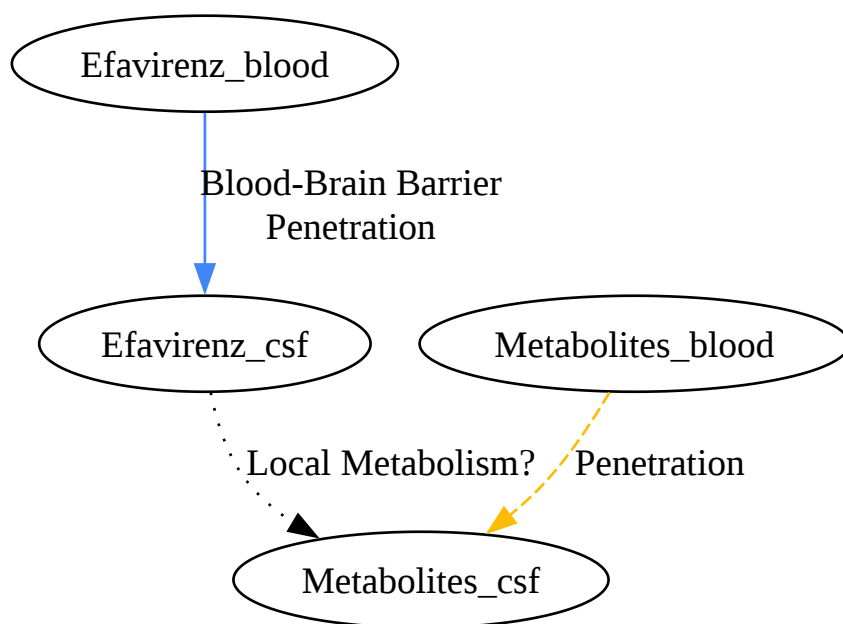 Efavirenz_blood
Blood-Brain Barrier
Penetration
Efavirenz_csf
Metabolites_blood
Local Metabolism?
Penetration
Metabolites_csf